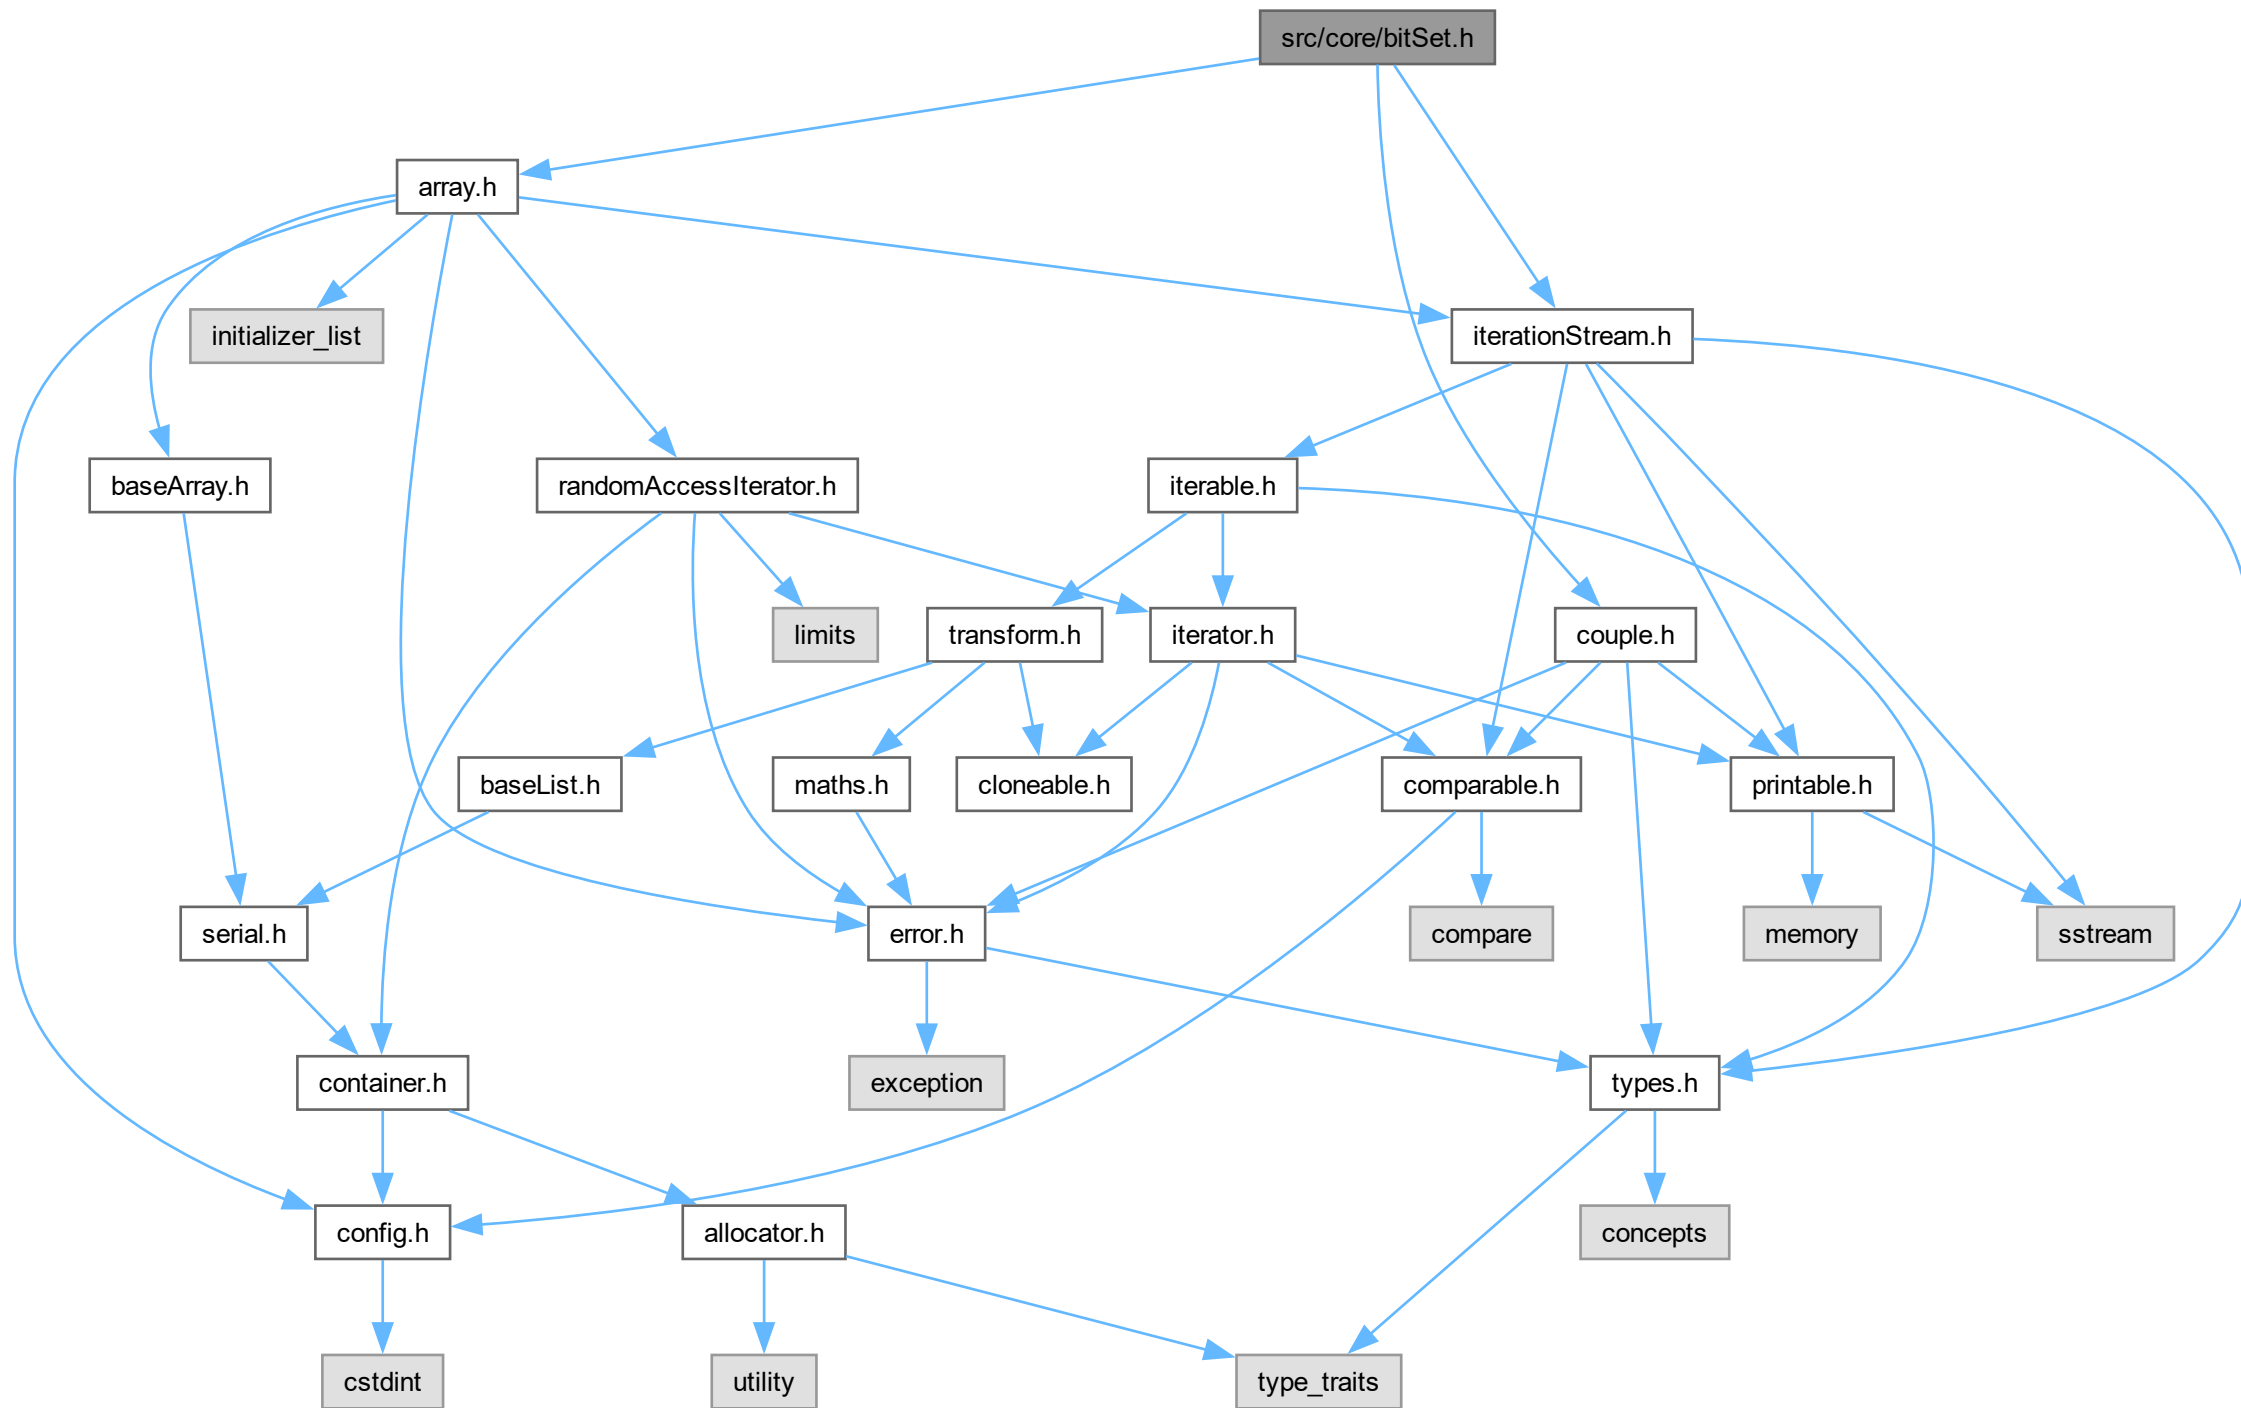 src/core/bitSet.h
array.h
initializer_list
iterationStream.h
baseArray.h
randomAccessIterator.h
iterable.h
limits
transform.h
iterator.h
couple.h
baseList.h
maths.h
cloneable.h
comparable.h
printable.h
serial.h
error.h
compare
memory
sstream
container.h
exception
types.h
config.h
allocator.h
concepts
cstdint
utility
type_traits